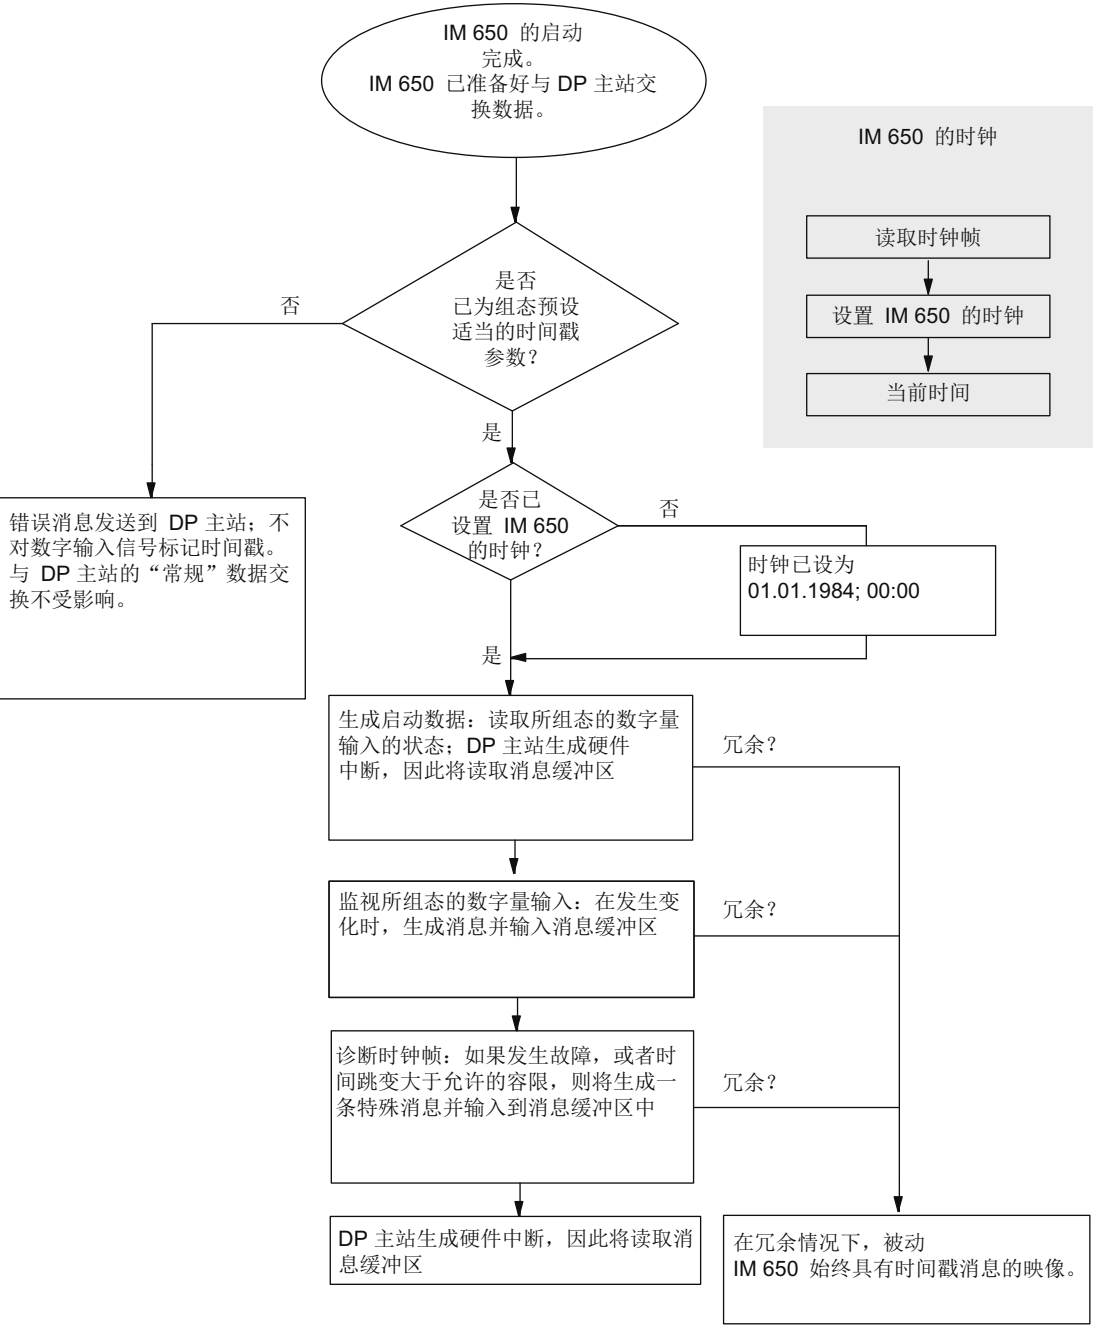 IM 650 的启动
完成。
IM 650 已准备好与 DP 主站交
换数据。
IM 650 的时钟
读取时钟帧
设置 IM 650 的时钟
当前时间
是否
已为组态预设
适当的时间戳
参数？
否
是
错误消息发送到 DP 主站；不
对数字输入信号标记时间戳。
与 DP 主站的“常规”数据交
换不受影响。
是否已
设置 IM 650
的时钟？
否
时钟已设为
01.01.1984; 00:00
是
生成启动数据：读取所组态的数字量
输入的状态；DP 主站生成硬件
中断，因此将读取消息缓冲区
冗余？
监视所组态的数字量输入：在发生变
化时，生成消息并输入消息缓冲区
冗余？
诊断时钟帧：如果发生故障，或者时
间跳变大于允许的容限，则将生成一
条特殊消息并输入到消息缓冲区中
冗余？
DP 主站生成硬件中断，因此将读取消
息缓冲区
在冗余情况下，被动
IM 650 始终具有时间戳消息的映像。